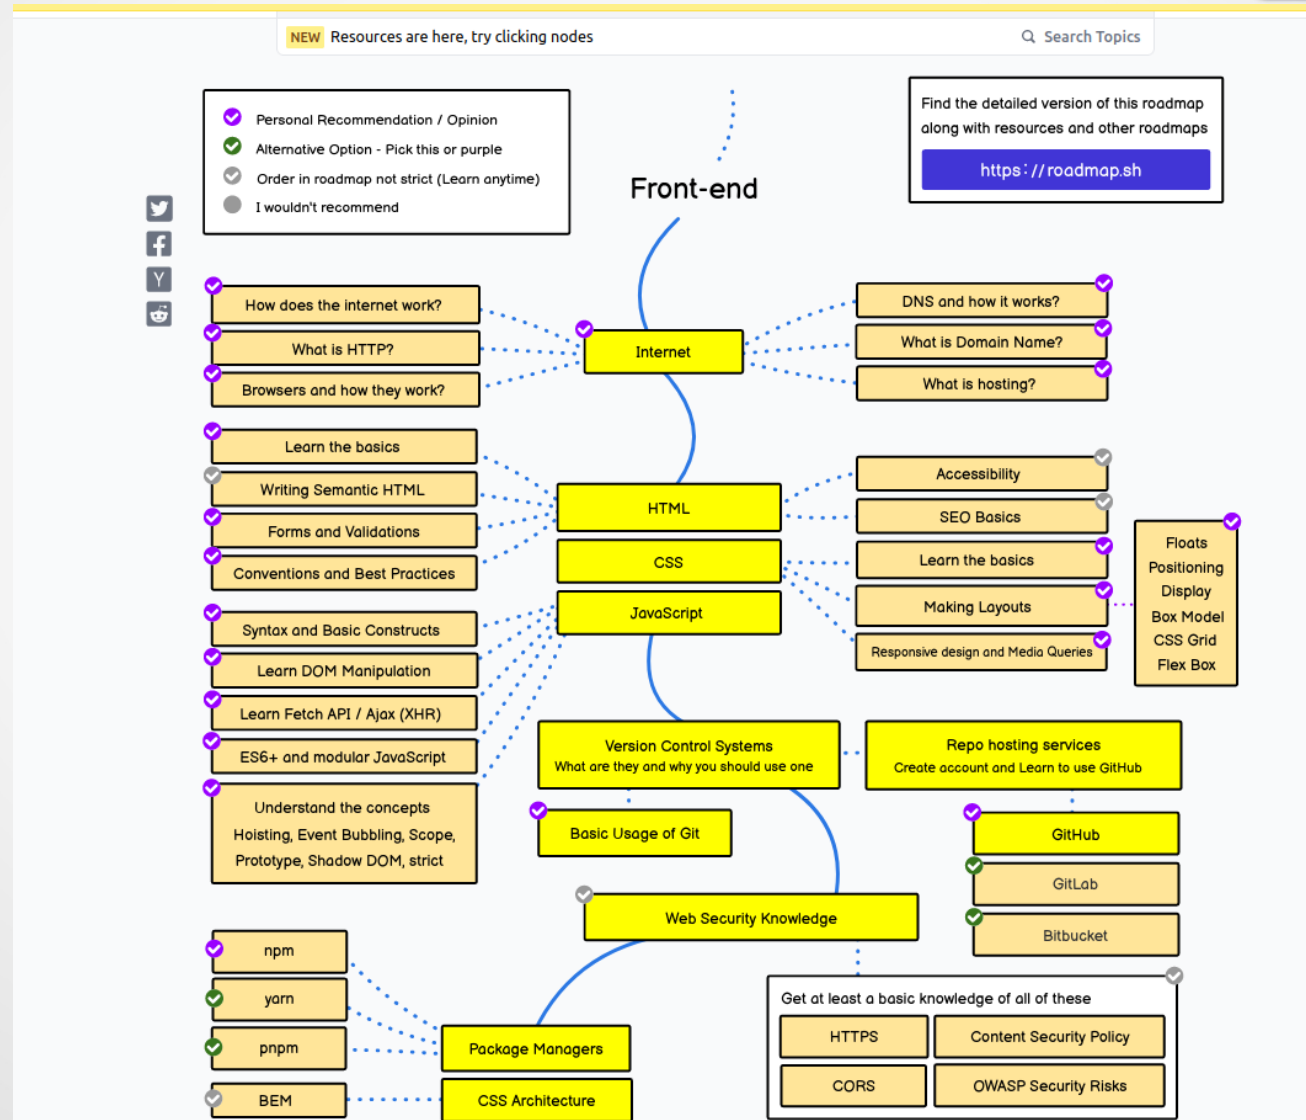 NEW Resources are here, try clicking nodes
Search Topics
Personal Recommendation / Opinion
Alternative Option - Pick this or purple
Order in roadmap not strict (Learn anytime)
I wouldn't recommend
Find the detailed version of this roadmap
along with resources and other roadmaps
https://roadmap.sh
Front-end
How does the internet work?
What is HTTP?
Browsers and how they work?
Internet
DNS and how it works?
What is Domain Name?
What is hosting?
Learn the basics
Writing Semantic HTML
Forms and Validations
Conventions and Best Practices
HTML
CSS
JavaScript
Accessibility
SEO Basics
Learn the basics
Making Layouts
Responsive design and Media Queries
Floats
Positioning
Display
Box Model
CSS Grid
Flex Box
Syntax and Basic Constructs
Learn DOM Manipulation
Learn Fetch API / Ajax (XHR)
ES6+ and modular JavaScript
Understand the concepts
Hoisting, Event Bubbling, Scope,
Prototype, Shadow DOM, strict
Version Control Systems
What are they and why you should use one
Repo hosting services
Create account and Learn to use GitHub
Basic Usage of Git
GitHub
GitLab
Bitbucket
Web Security Knowledge
Get at least a basic knowledge of all of these
HTTPS
Content Security Policy
CORS
OWASP Security Risks
npm
yarn
pnpm
Package Managers
BEM
CSS Architecture